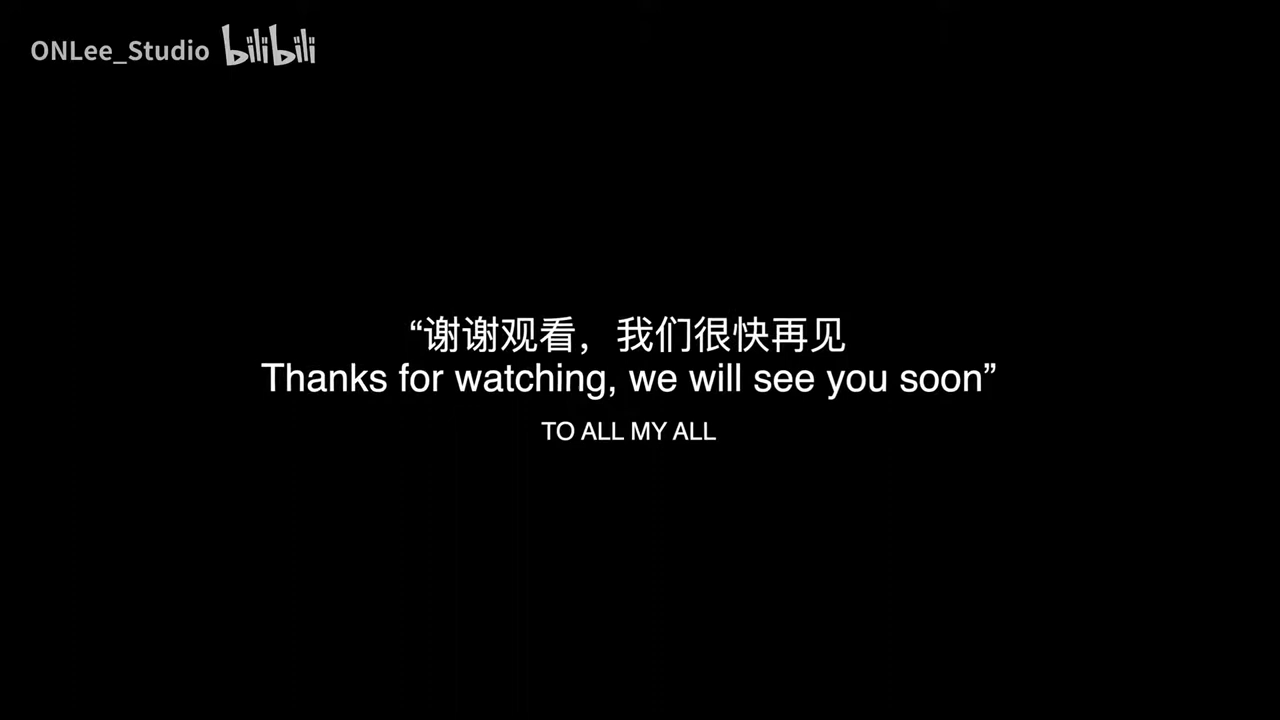 ONLee_Studio bilibili
“谢谢观看，我们很快再见
Thanks for watching, we will see you soon”
TO ALL MY ALL